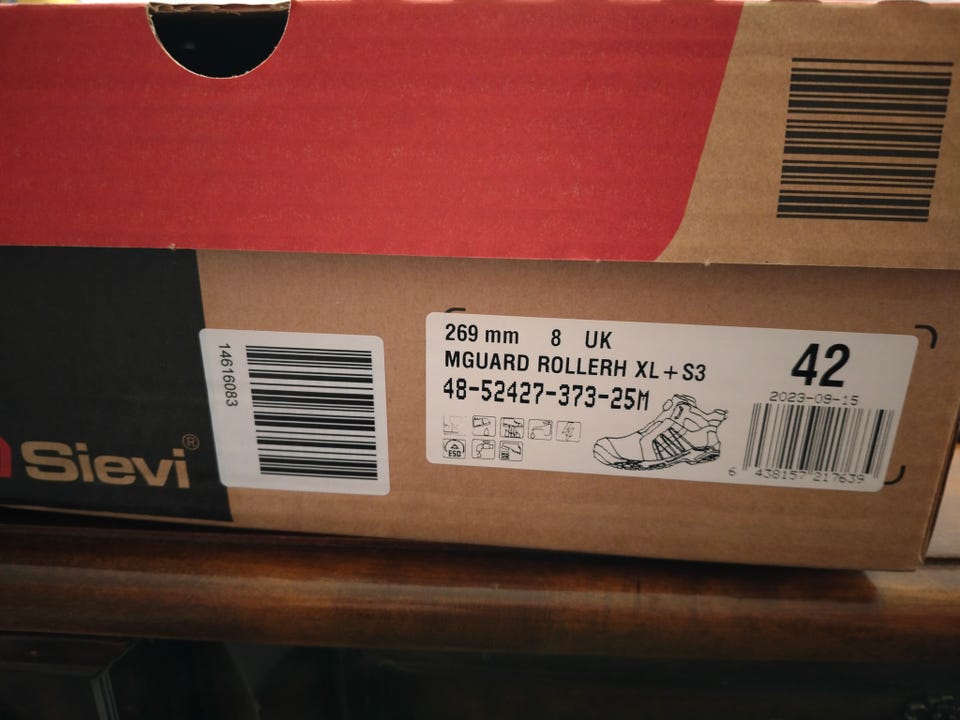 Sievi®
14616083
269 mm 8 UK
MGUARD ROLLERH XL+S3
48-52427-373-25M
42
2023-09-15
ESD
6 438157 217639